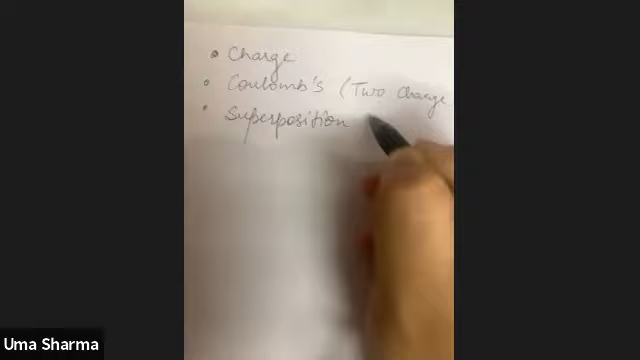 • Charge
• Coulomb's (Two Charge
• Superposition
Uma Sharma